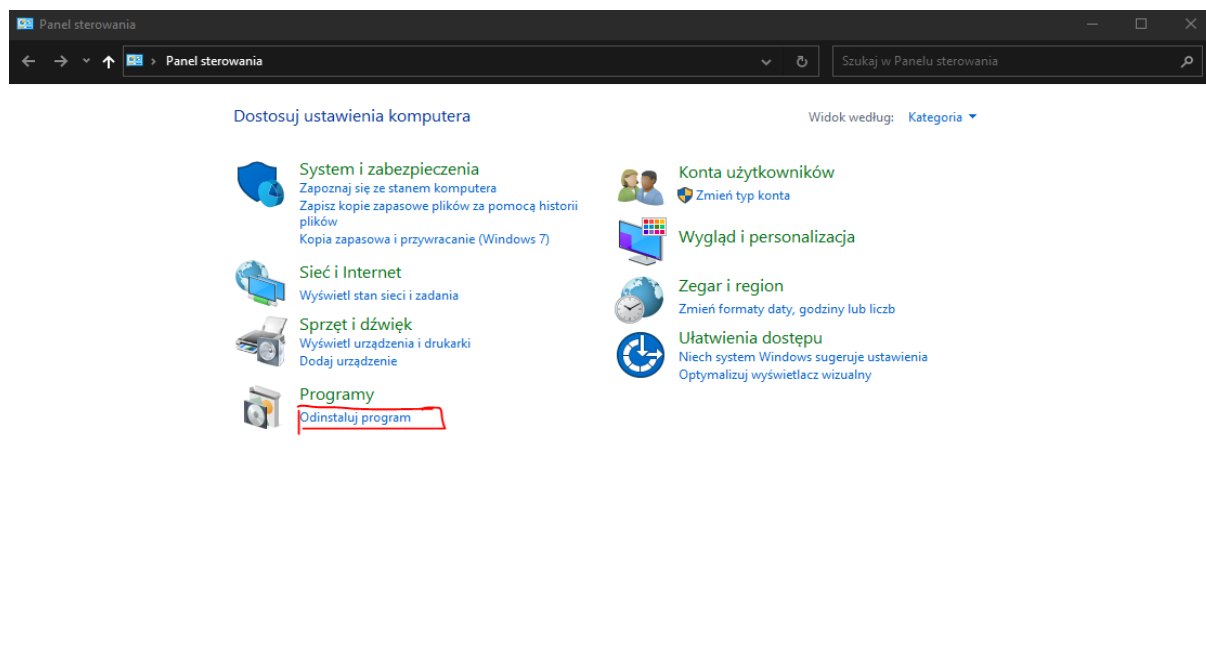 Panel sterowania
Panel sterowania
Szukaj w Panelu sterowania
Dostosuj ustawienia komputera
Widok według: Kategoria
System i zabezpieczenia
Zapoznaj się ze stanem komputera
Zapisz kopie zapasowe plików za pomocą historii
plików
Kopia zapasowa i przywracanie (Windows 7)
Sieć i Internet
Wyświetl stan sieci i zadania
Sprzęt i dźwięk
Wyświetl urządzenia i drukarki
Dodaj urządzenie
Programy
Odinstaluj program
Konta użytkowników
Zmień typ konta
Wygląd i personalizacja
Zegar i region
Zmień formaty daty, godziny lub liczb
Ułatwienia dostępu
Niech system Windows sugeruje ustawienia
Optymalizuj wyświetlacz wizualny